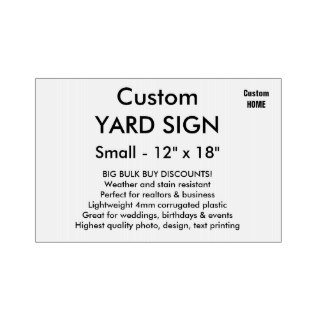 Custom
YARD SIGN
Small - 12" x 18"
Custom
HOME
BIG BULK BUY DISCOUNTS!
Weather and stain resistant
Perfect for realtors & business
Lightweight 4mm corrugated plastic
Great for weddings, birthdays & events
Highest quality photo, design, text printing